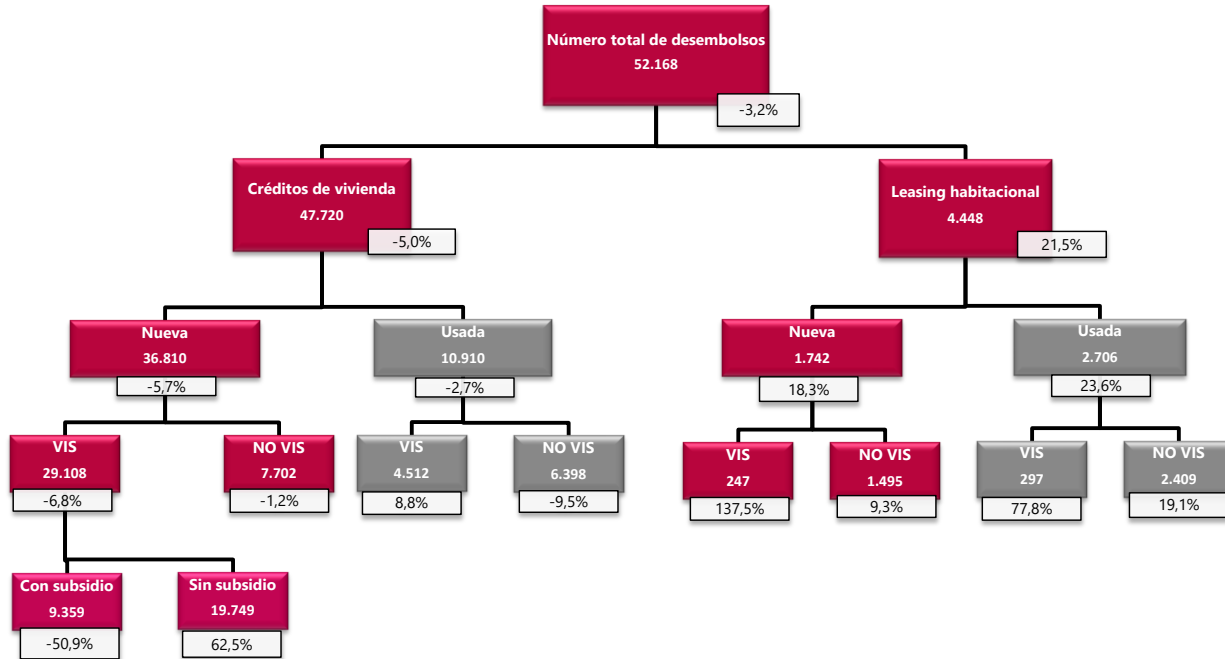 Número total de desembolsos
52.168
-3,2%
Créditos de vivienda
47.720
-5,0%
Leasing habitacional
4.448
21,5%
Nueva
36.810
-5,7%
Usada
10.910
-2,7%
Nueva
1.742
18,3%
Usada
2.706
23,6%
VIS
29.108
-6,8%
NO VIS
7.702
-1,2%
VIS
4.512
8,8%
NO VIS
6.398
-9,5%
VIS
247
137,5%
NO VIS
1.495
9,3%
VIS
297
77,8%
NO VIS
2.409
19,1%
Con subsidio
9.359
-50,9%
Sin subsidio
19.749
62,5%